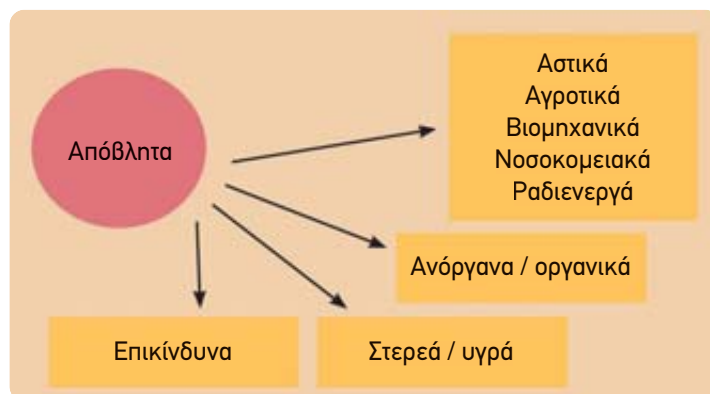 Αστικά
Αγροτικά
Βιομηχανικά
Νοσοκομειακά
Ραδιενεργά
Απόβλητα
Ανόργανα / οργανικά
Επικίνδυνα
Στερεά / υγρά